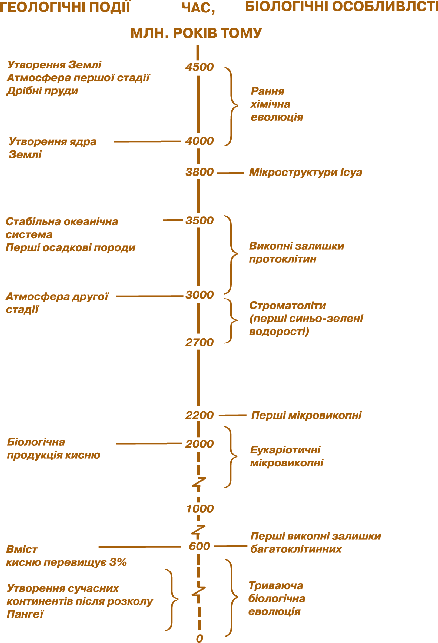 ГЕОЛОГІЧНІ ПОДІЇ
ЧАС,
БІОЛОГІЧНІ ОСОБЛИВЛСТІ
МЛН. РОКІВ ТОМУ
Утворення Землі
Атмосфера першої стадії
Дрібні пруди
4500
Рання
хімічна
еволюція
Утворення ядра
Землі
4000
3800
Мікроструктури Ісуа
Стабільна океанічна
система
Перші осадкові породи
3500
Викопні залишки
протоклітин
Атмосфера другої
стадії
3000
Строматоліти
(перші синьо-зелені
водорості)
2700
2200
Перші мікровикопні
Біологічна
продукція кисню
2000
Еукаріотичні
мікровикопні
1000
Перші викопні залишки
багатоклітинних
600
Вміст
кисню перевищує 3%
Утворення сучасних
континентів після розколу
Пангеї
Триваюча
біологічна
еволюція
0